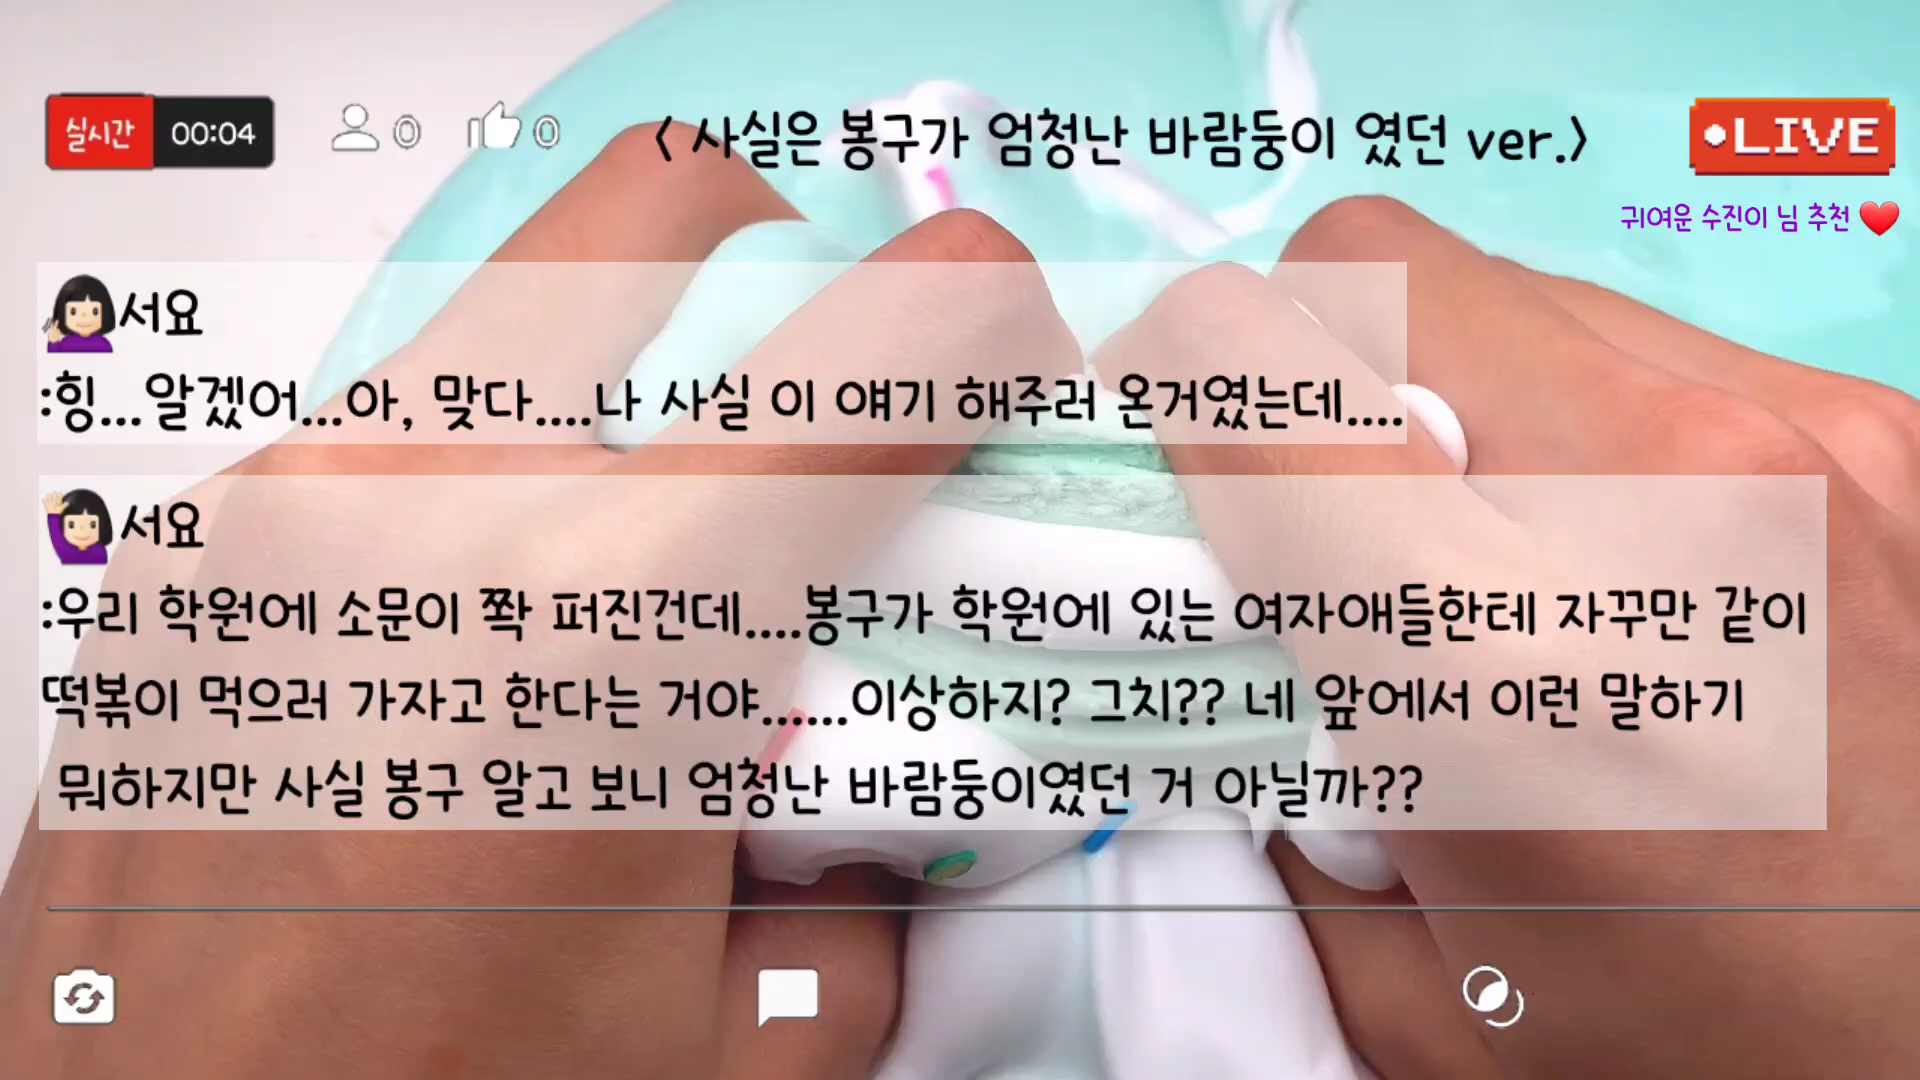 실시간 00:04 0 0 < 사실은 봉구가 엄청난 바람둥이 였던 ver.> LIVE
귀여운 수진이 님 추천
서요
:힝...알겠어...아, 맞다....나 사실 이 얘기 해주러 온거였는데....
서요
:우리 학원에 소문이 쫙 퍼진건데....봉구가 학원에 있는 여자애들한테 자꾸만 같이
떡볶이 먹으러 가자고 한다는 거야......이상하지? 그치?? 네 앞에서 이런 말하기
뭐하지만 사실 봉구 알고 보니 엄청난 바람둥이였던 거 아닐까??